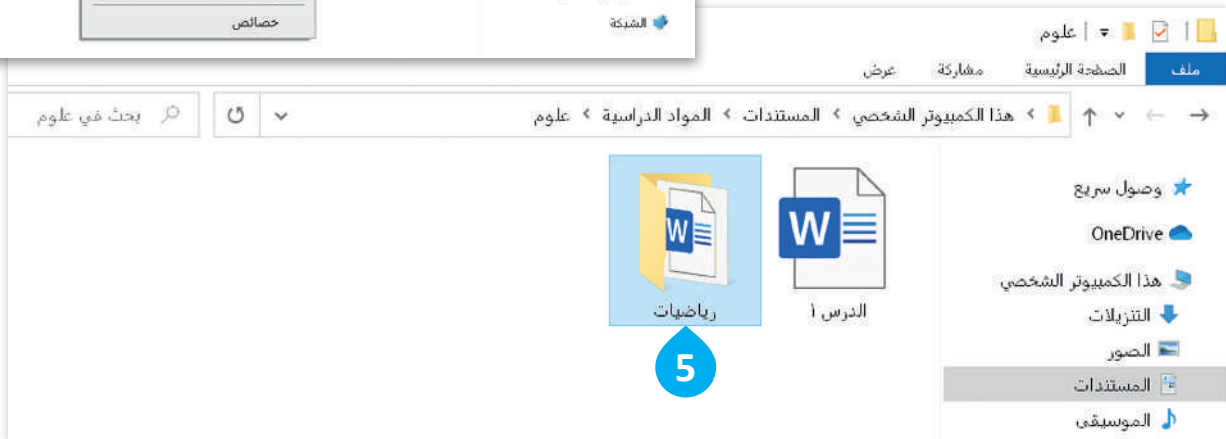 خصائص
الشبكة
علوم
ملف الصفحة الرئيسية مشاركة عرض
هذا الكمبيوتر الشخصي > المستندات > المواد الدراسية > علوم
بحث في علوم
وصول سريع
OneDrive
هذا الكمبيوتر الشخصي
التنزيلات
الصور
المستندات
الموسيقى
W
الدرس ١
W
رياضيات
5